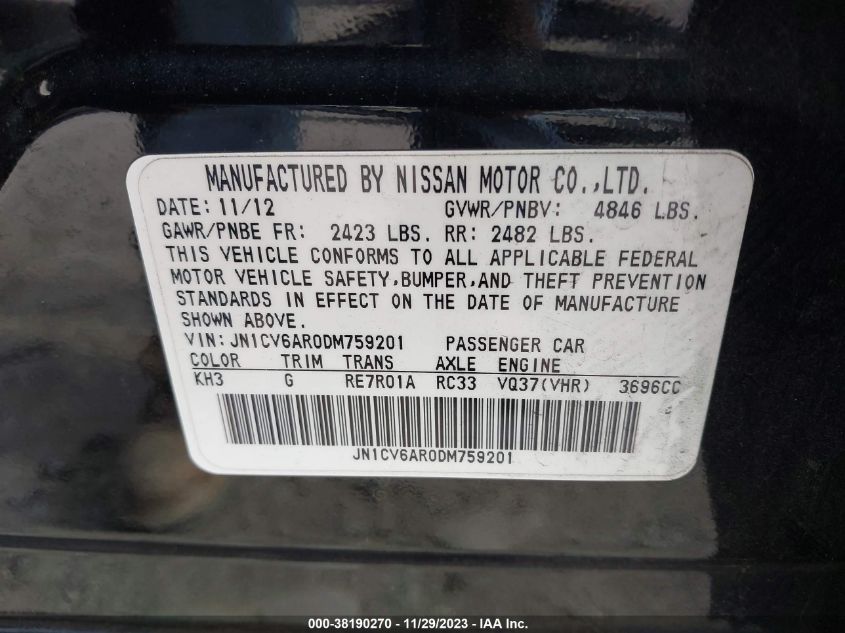 MANUFACTURED BY NISSAN MOTOR CO.,LTD.
DATE: 11/12 GVWR/PNBV: 4846 LBS.
GAWR/PNBE FR: 2423 LBS. RR: 2482 LBS.
THIS VEHICLE CONFORMS TO ALL APPLICABLE FEDERAL
MOTOR VEHICLE SAFETY,BUMPER,AND THEFT PREVENTION
STANDARDS IN EFFECT ON THE DATE OF MANUFACTURE
SHOWN ABOVE.
VIN:JN1CV6AR0DM759201 PASSENGER CAR
COLOR TRIM TRANS AXLE ENGINE
KH3 G RE7R01A RC33 VQ37(VHR) 3696CC
JN1CV6AR0DM759201
000-38190270 - 11/29/2023 - IAA Inc.